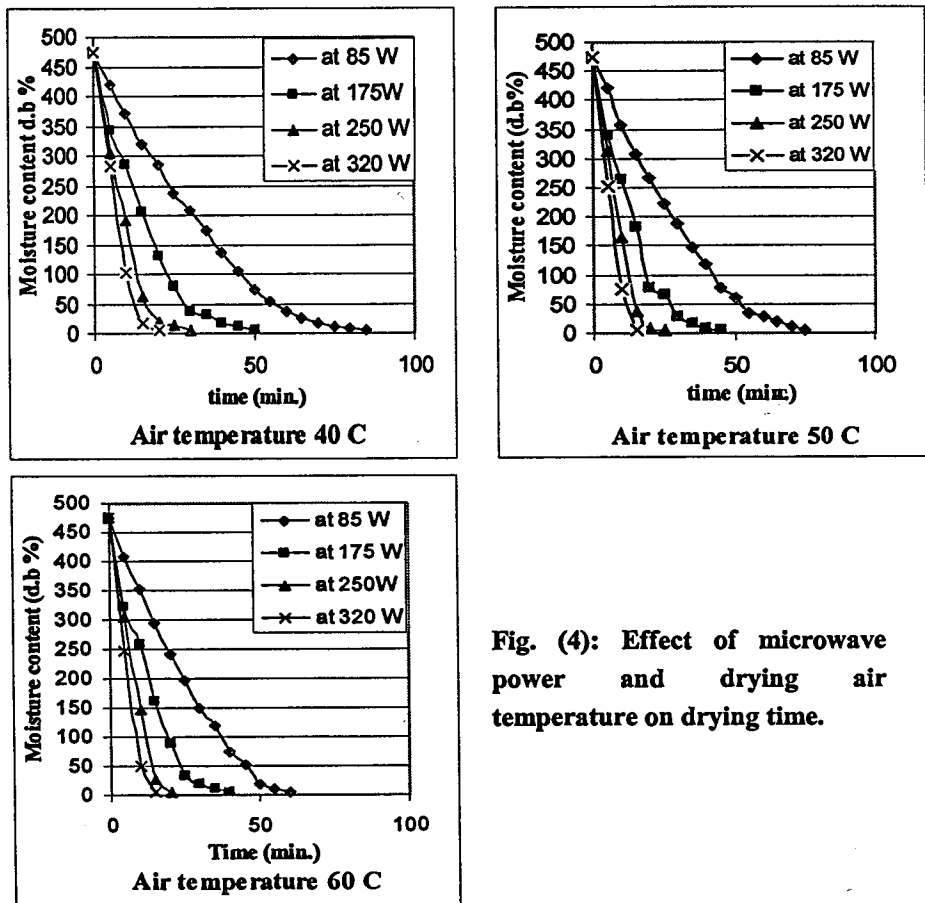 500
450
400
350
300
250
200
150
100
50
0
Moisture content d.b %
at 85 W
at 175W
at 250 W
at 320 W
0 50 100
time (min.)
Air temperature 40 C
500
450
400
350
300
250
200
150
100
50
0
Moisture content (d.b%)
at 85 W
at 175 W
at 250 W
at 320 W
0 50 100
time (min.)
Air temperature 50 C
500
450
400
350
300
250
200
150
100
50
0
Moisture content (d.b %)
at 85 W
at 175 W
at 250W
at 320 W
0 50 100
Time (min.)
Air temperature 60 C
Fig. (4): Effect of microwave
power and drying air
temperature on drying time.